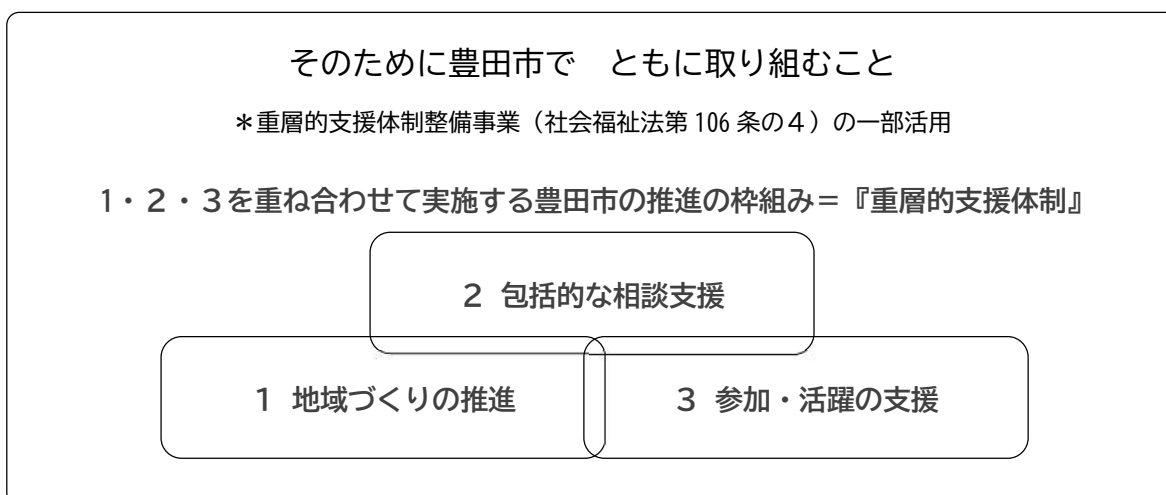 そのために豊田市で　ともに取り組むこと
＊重層的支援体制整備事業（社会福祉法第 106 条の４）の一部活用
1・２・３を重ね合わせて実施する豊田市の推進の枠組み＝『重層的支援体制』
２ 包括的な相談支援
１ 地域づくりの推進
３ 参加・活躍の支援